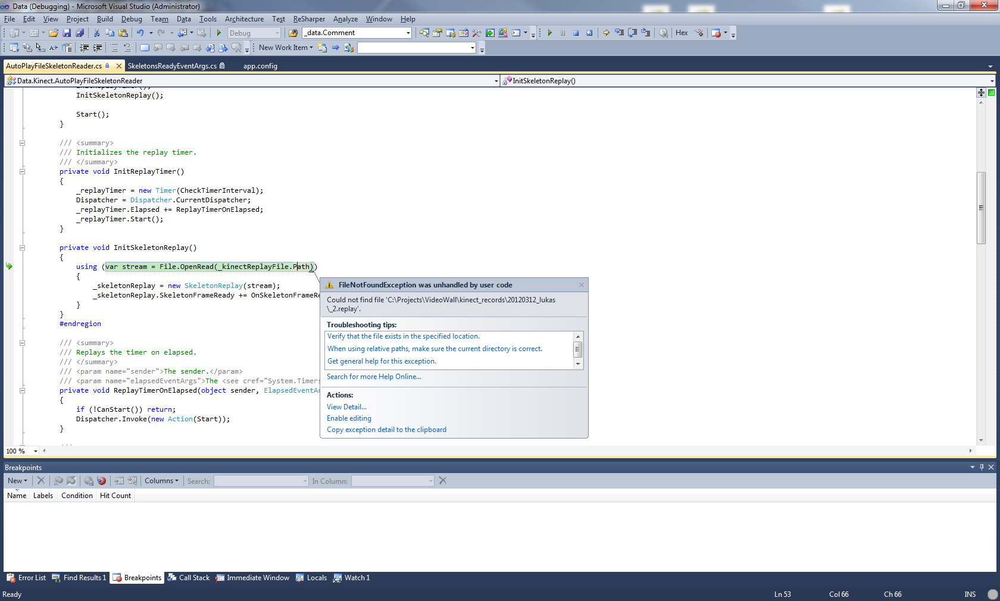 Data (Debugging) - Microsoft Visual Studio (Administrator)
File Edit View Project Build Debug Team Data Tools Architecture Test ReSharper Analyze Window Help
Debug _data.Comment Hex
New Work Item
AutoPlayFileSkeletonReader.cs SkeletonsReadyEventArgs.cs app.config
Data.Kinect.AutoPlayFileSkeletonReader InitSkeletonReplay()
InitSkeletonReplay();
Start();
}
/// <summary>
/// Initializes the replay timer.
/// </summary>
private void InitReplayTimer()
{
_replayTimer = new Timer(CheckTimerInterval);
Dispatcher = Dispatcher.CurrentDispatcher;
_replayTimer.Elapsed += ReplayTimerOnElapsed;
_replayTimer.Start();
}
private void InitSkeletonReplay()
{
using (var stream = File.OpenRead(_kinectReplayFile.Path))
{
_skeletonReplay = new SkeletonReplay(stream);
_skeletonReplay.SkeletonFrameReady += OnSkeletonFrameRe
}
}
#endregion
/// <summary>
/// Replays the timer on elapsed.
/// </summary>
/// <param name="sender">The sender.</param>
/// <param name="elapsedEventArgs">The <see cref="System.Timers
private void ReplayTimerOnElapsed(object sender, ElapsedEventAr
{
if (!CanStart()) return;
Dispatcher.Invoke(new Action(Start));
}
FileNotFoundException was unhandled by user code
Could not find file 'C:\Projects\VideoWall\kinect_records\20120312_lukas
\_2.replay'.
Troubleshooting tips:
Verify that the file exists in the specified location.
When using relative paths, make sure the current directory is correct.
Get general help for this exception.
Search for more Help Online...
Actions:
View Detail...
Enable editing
Copy exception detail to the clipboard
100 %
Breakpoints
New Columns Search: In Column:
Name Labels Condition Hit Count
Error List Find Results 1 Breakpoints Call Stack Immediate Window Locals Watch 1
Ready Ln 53 Col 66 Ch 66 INS